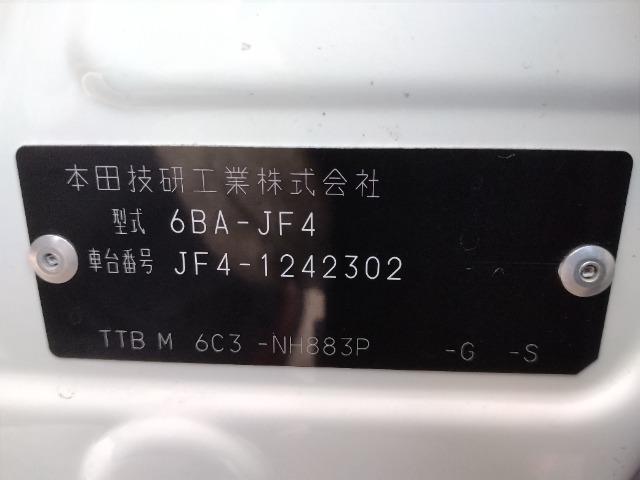 本田技研工業株式会社
型式 6BA-JF4
車台番号 JF4-1242302
TTB M 6C3 -NH883P -G -S